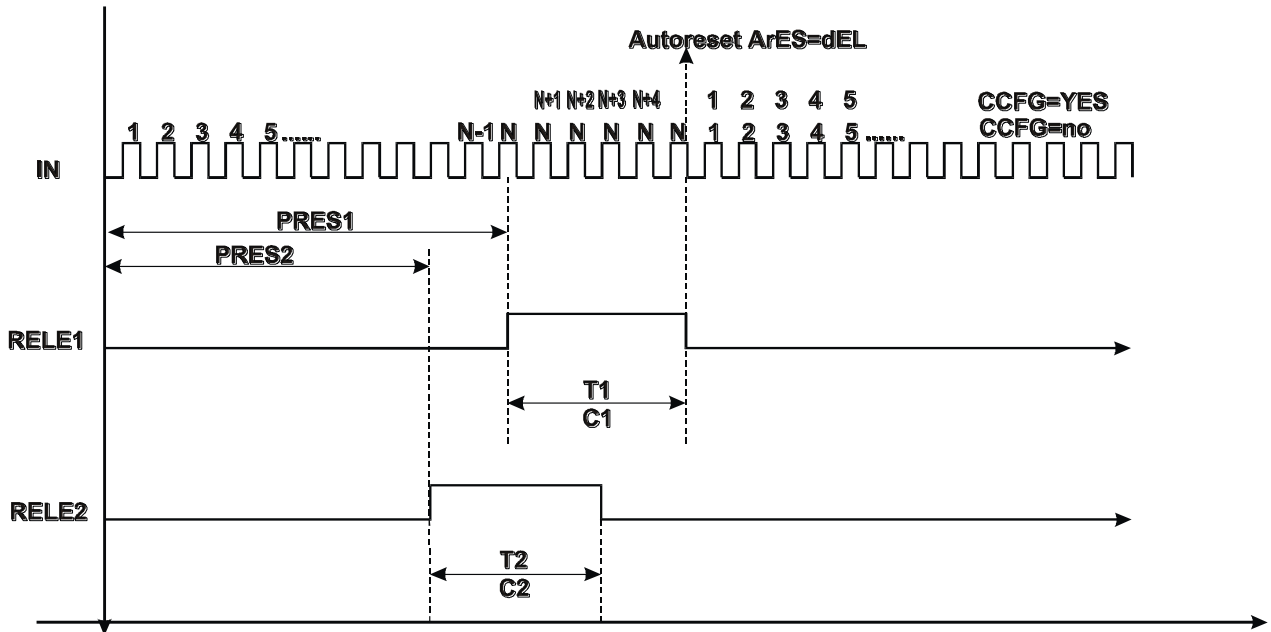 Autoreset ArES=dEL
N+1 N+2 N+3 N+4 1 2 3 4 5 CCFG=YES
1 2 3 4 5...... N-1 N N N N N N 1 2 3 4 5...... CCFG=no
IN
PRES1
PRES2
RELE1
T1
C1
RELE2
T2
C2